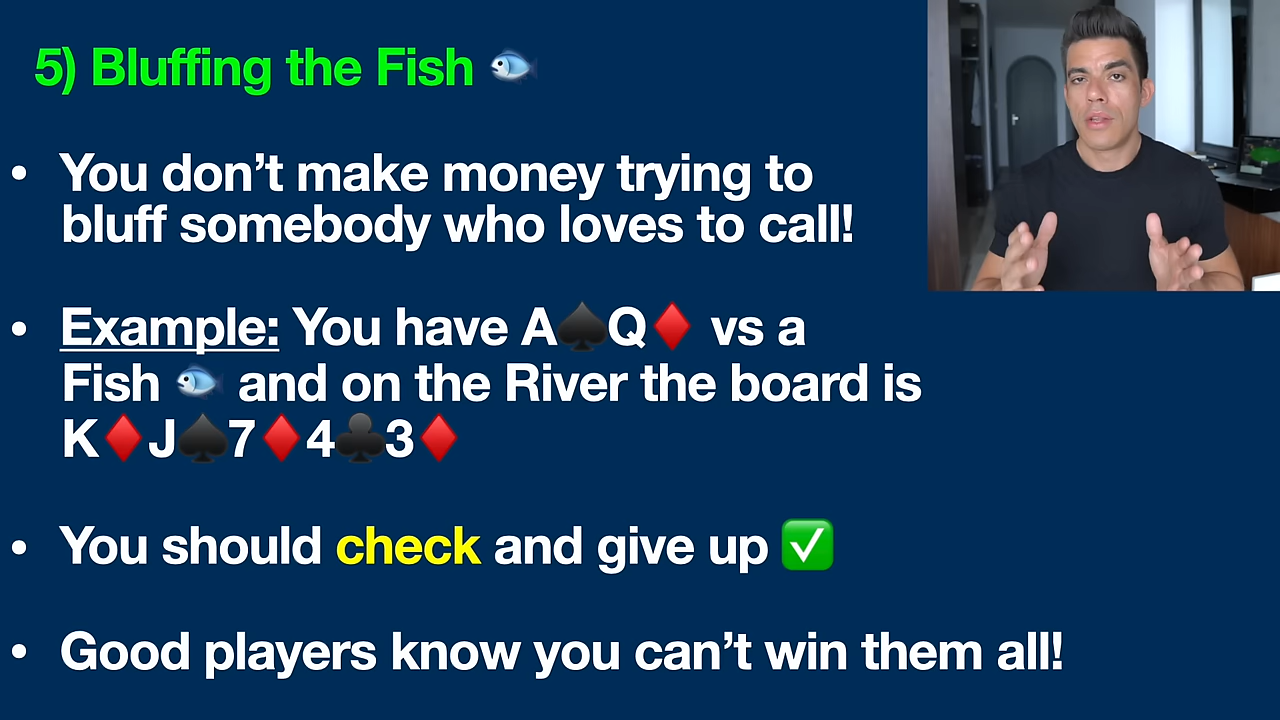 5) Bluffing the Fish 🐟
• You don’t make money trying to
bluff somebody who loves to call!
• Example: You have A♠️Q♦️ vs a
Fish 🐟 and on the River the board is
K♦️J♠️7♦️4♣️3♦️
• You should check and give up ✅
• Good players know you can’t win them all!